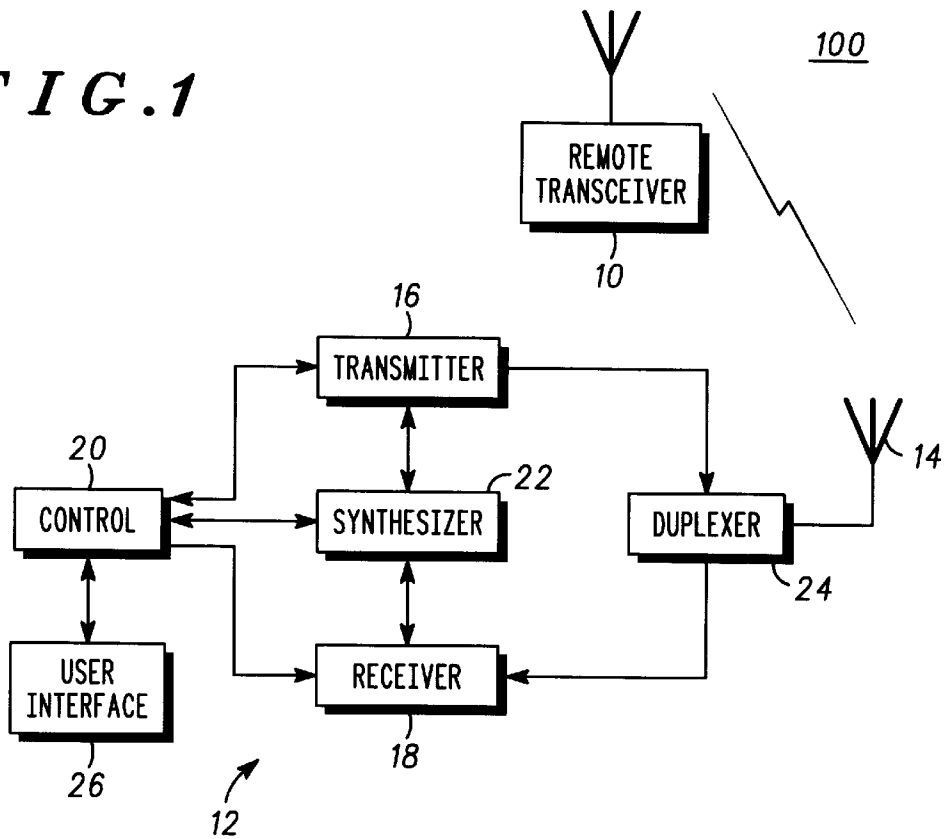 FIG.1
100
REMOTE
TRANSCEIVER
10
16
TRANSMITTER
14
20
22
CONTROL
SYNTHESIZER
DUPLEXER
24
USER
INTERFACE
RECEIVER
26
18
12